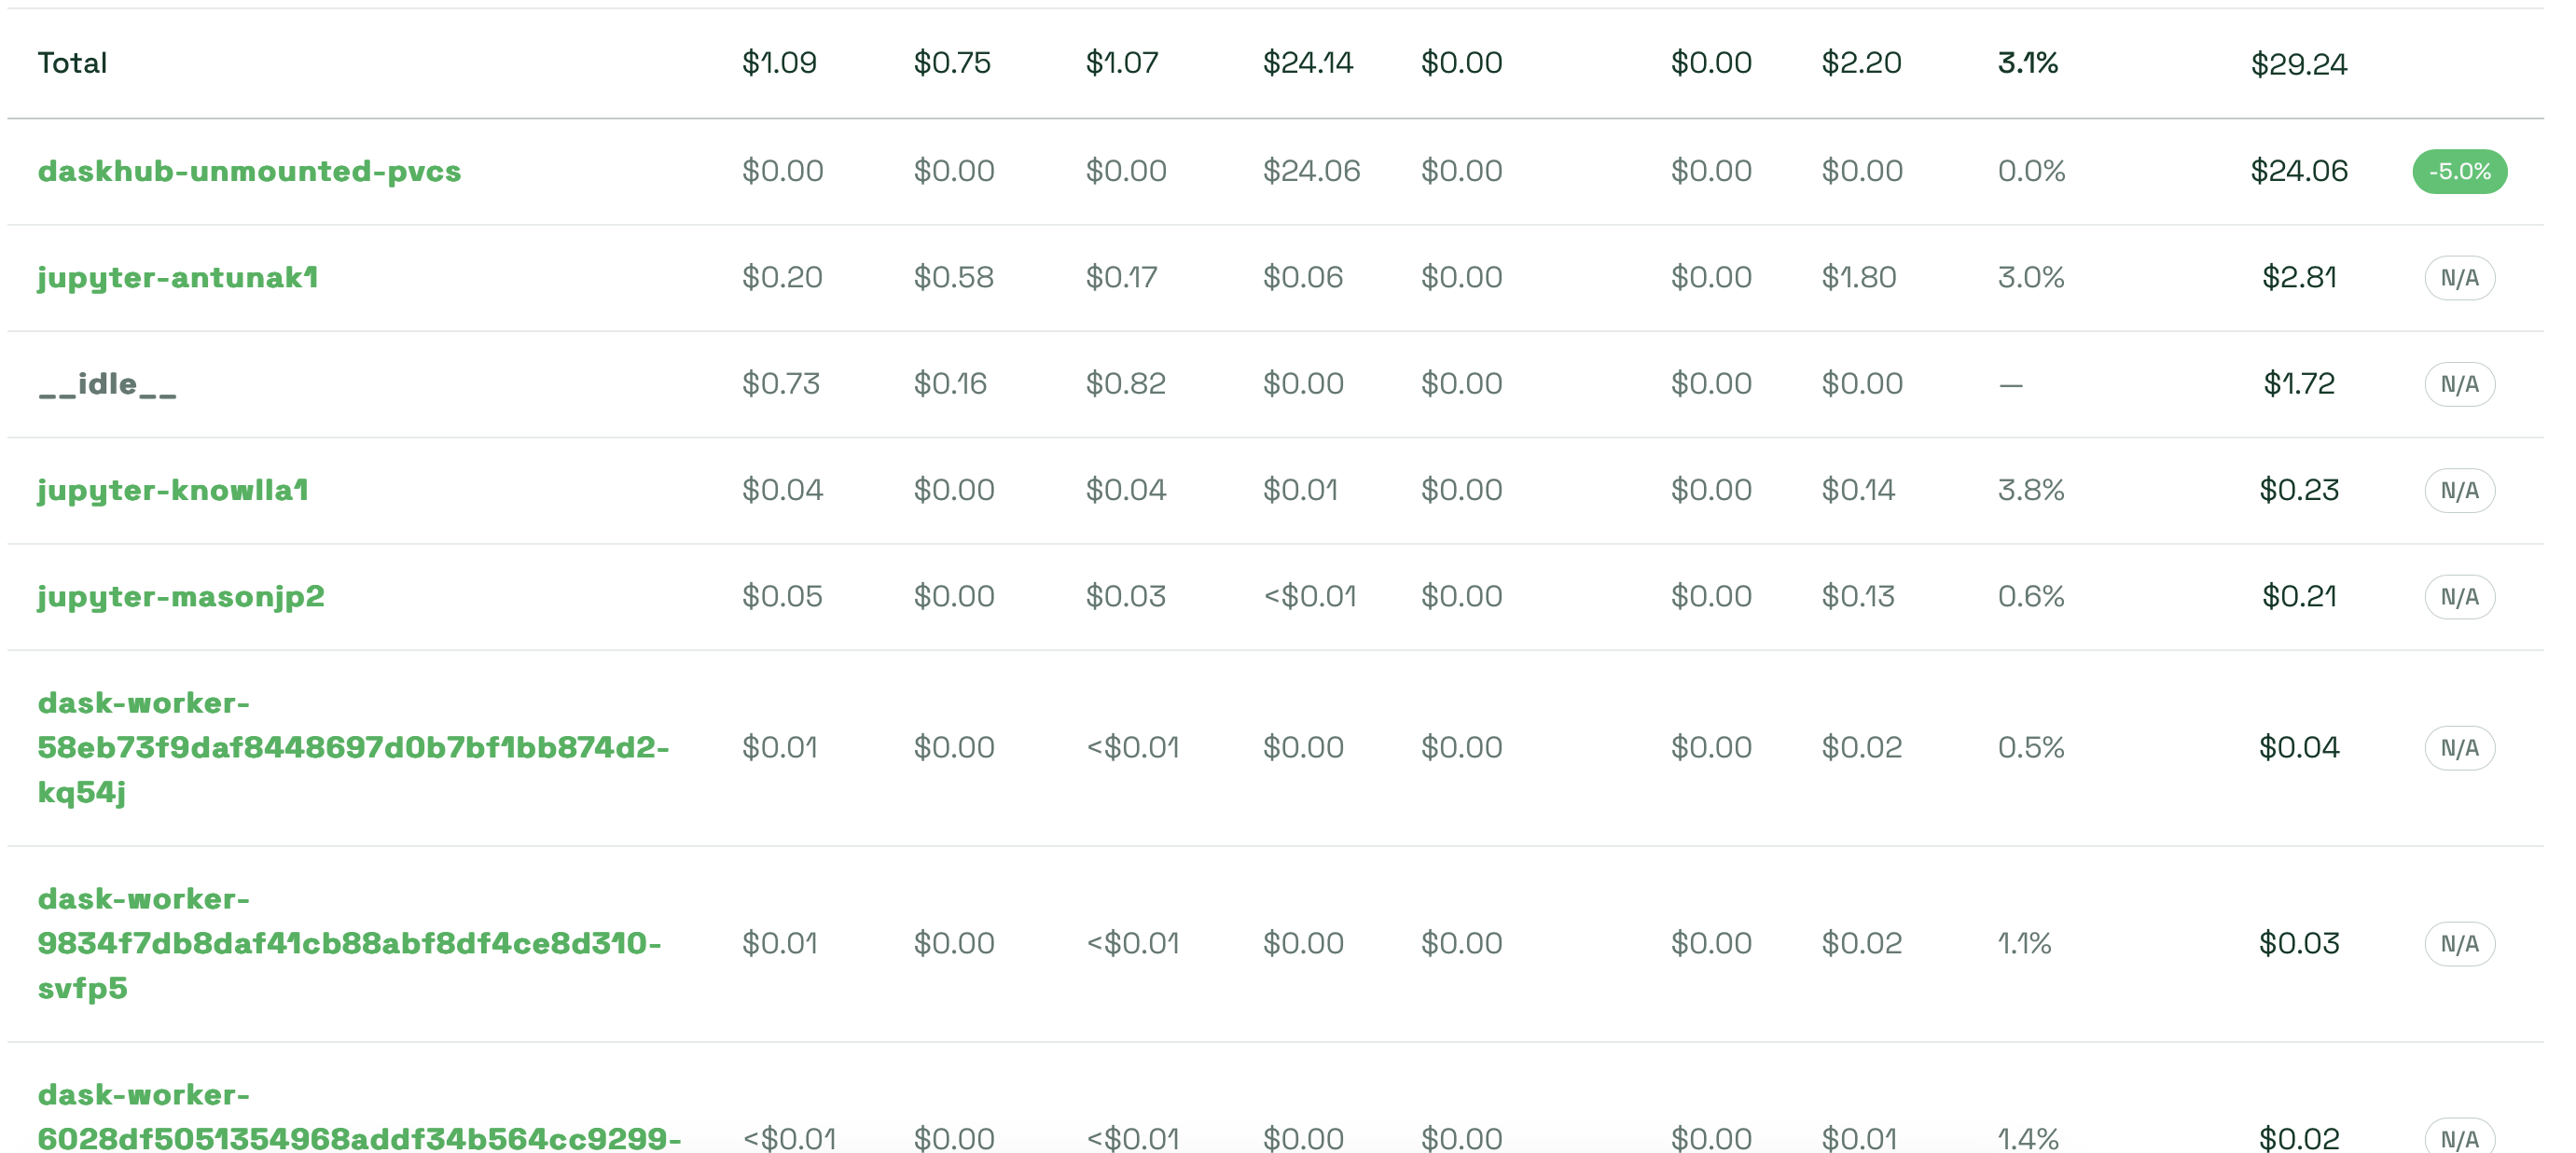 Total $1.09 $0.75 $1.07 $24.14 $0.00 $0.00 $2.20 3.1% $29.24
daskhub-unmounted-pvcs $0.00 $0.00 $0.00 $24.06 $0.00 $0.00 $0.00 0.0% $24.06 -5.0%
jupyter-antunak1 $0.20 $0.58 $0.17 $0.06 $0.00 $0.00 $1.80 3.0% $2.81 N/A
__idle__ $0.73 $0.16 $0.82 $0.00 $0.00 $0.00 $0.00 — $1.72 N/A
jupyter-knowlla1 $0.04 $0.00 $0.04 $0.01 $0.00 $0.00 $0.14 3.8% $0.23 N/A
jupyter-masonjp2 $0.05 $0.00 $0.03 <$0.01 $0.00 $0.00 $0.13 0.6% $0.21 N/A
dask-worker-
58eb73f9daf8448697d0b7bf1bb874d2- $0.01 $0.00 <$0.01 $0.00 $0.00 $0.00 $0.02 0.5% $0.04 N/A
kq54j
dask-worker-
9834f7db8daf41cb88abf8df4ce8d310- $0.01 $0.00 <$0.01 $0.00 $0.00 $0.00 $0.02 1.1% $0.03 N/A
svfp5
dask-worker-
6028df5051354968addf34b564cc9299- <$0.01 $0.00 <$0.01 $0.00 $0.00 $0.00 $0.01 1.4% $0.02 N/A